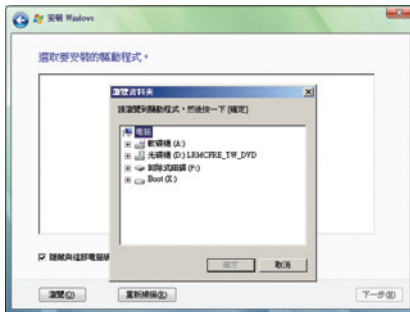 安裝 Windows
選取要安裝的驅動程式。
瀏覽資料夾
請瀏覽到驅動程式，然後按一下 [確定]
電腦
軟碟機 (A:)
光碟機 (D:) LRMCFRE_TW_DVD
卸除式磁碟 (F:)
Boot (X:)
確定
取消
隱藏與這部電腦硬
瀏覽(O)
重新掃描(R)
下一步(N)